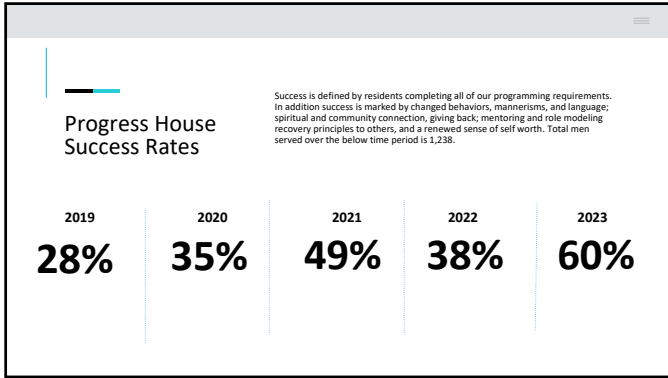 Progress House
Success Rates
Success is defined by residents completing all of our programming requirements.
In addition success is marked by changed behaviors, mannerisms, and language;
spiritual and community connection, giving back; mentoring and role modeling
recovery principles to others, and a renewed sense of self worth. Total men
served over the below time period is 1,238.
2019
28%
2020
35%
2021
49%
2022
38%
2023
60%